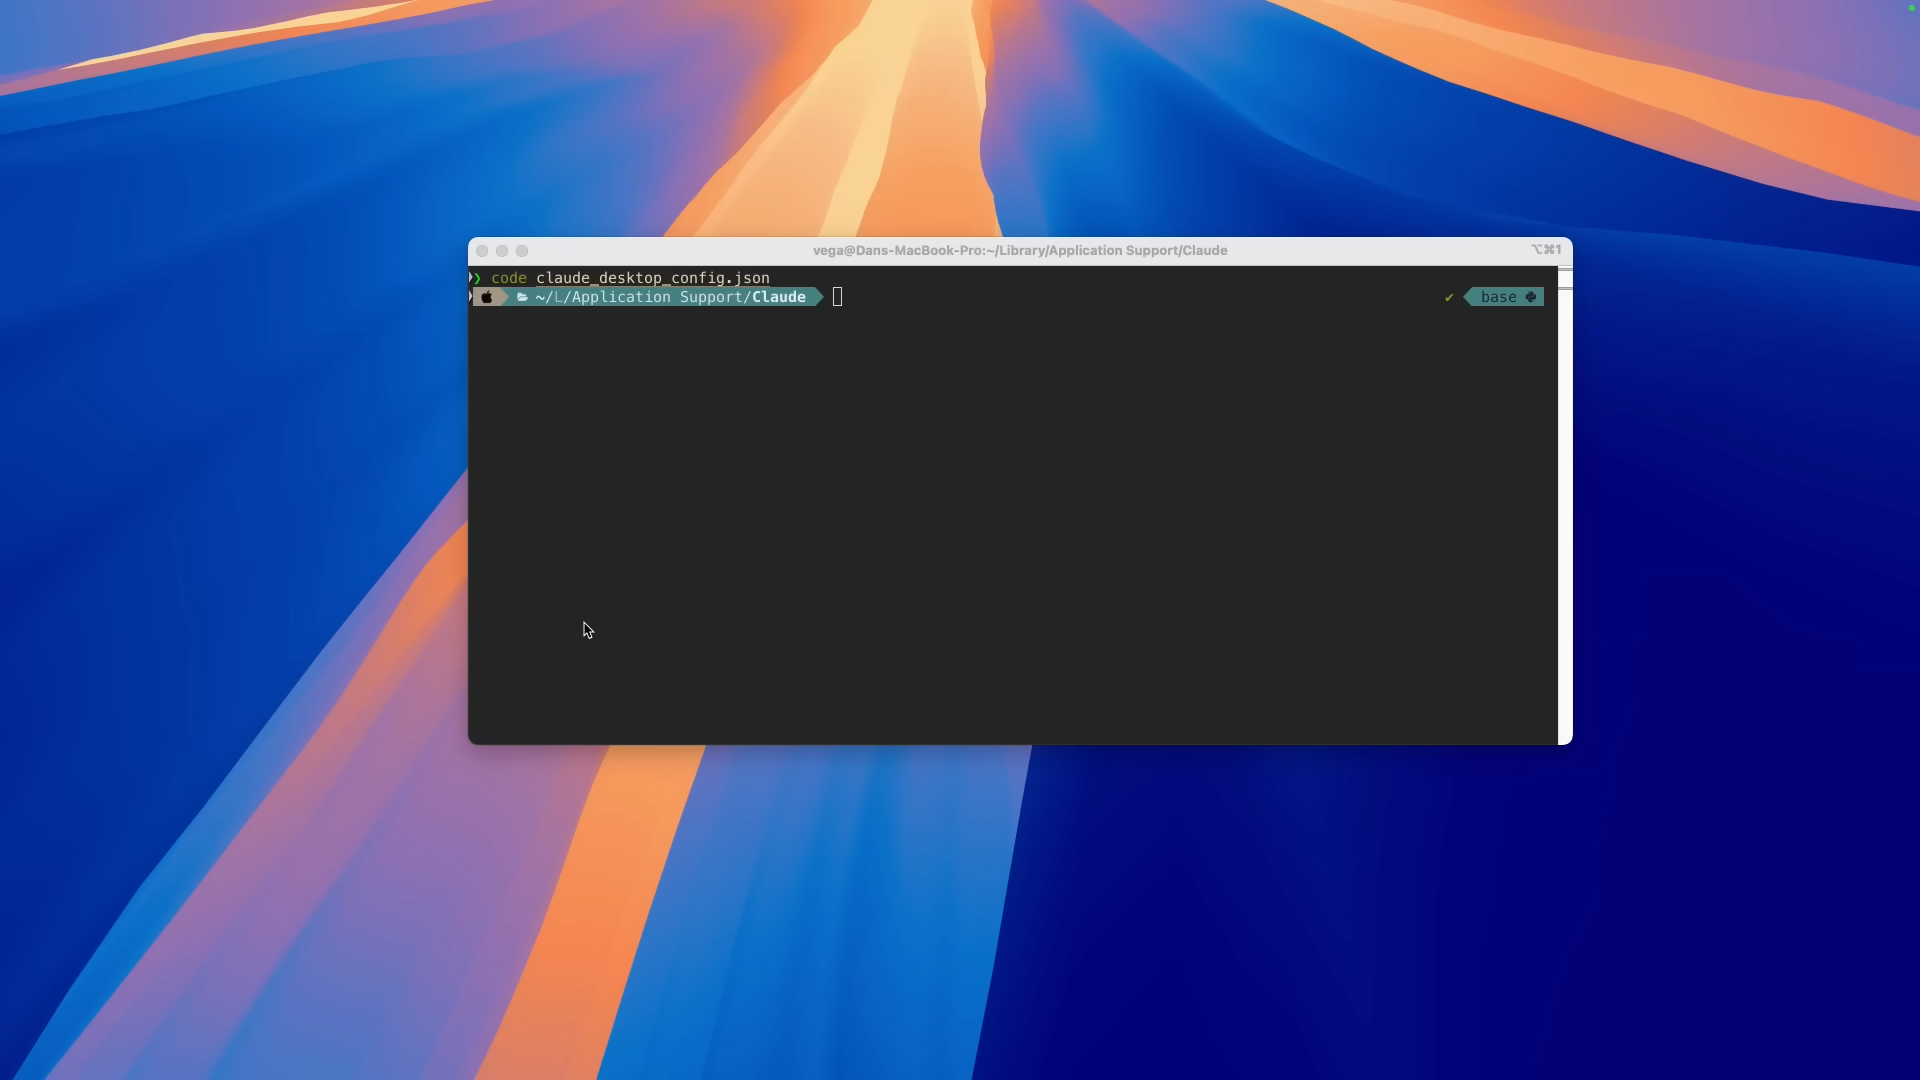 vega@Dans-MacBook-Pro:~/Library/Application Support/Claude
⌥⌘1
❯ code claude_desktop_config.json
~/L/Application Support/Claude
✔ base